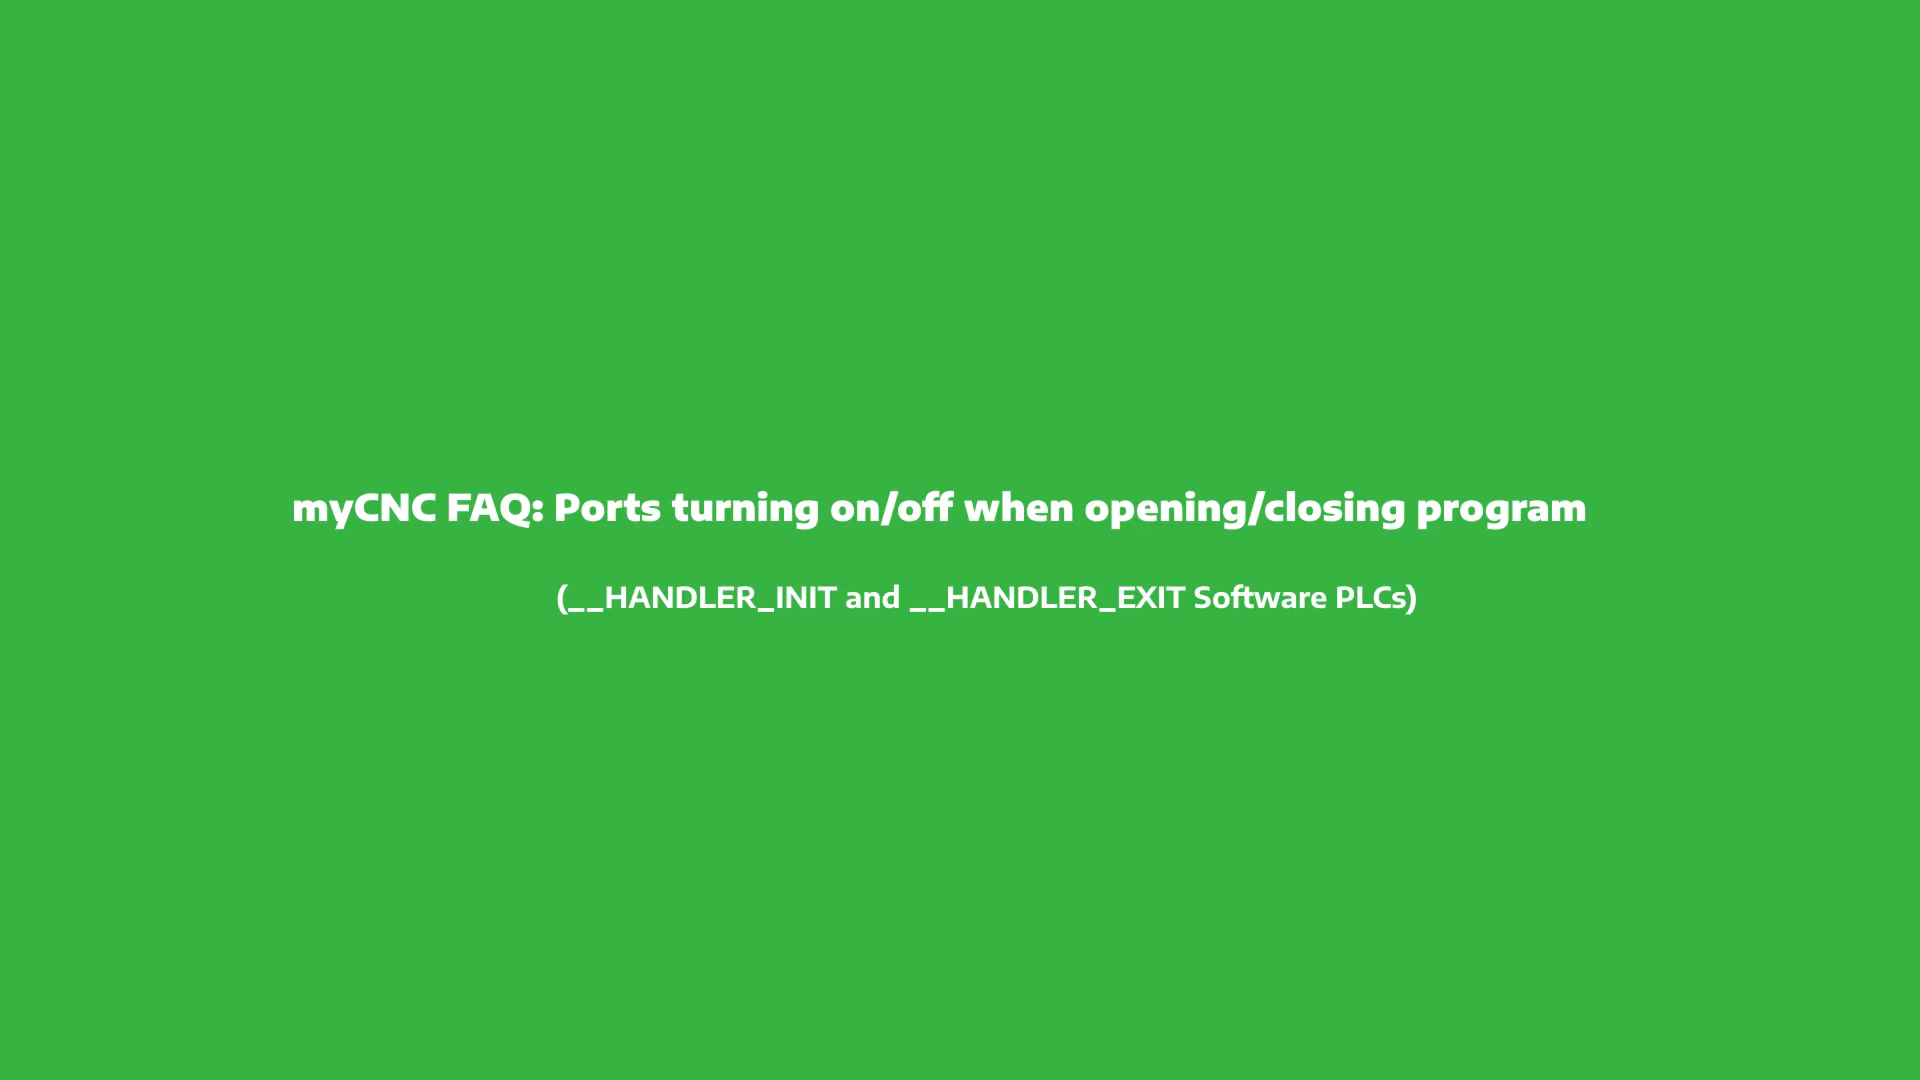 myCNC FAQ: Ports turning on/off when opening/closing program
(__HANDLER_INIT and __HANDLER_EXIT Software PLCs)